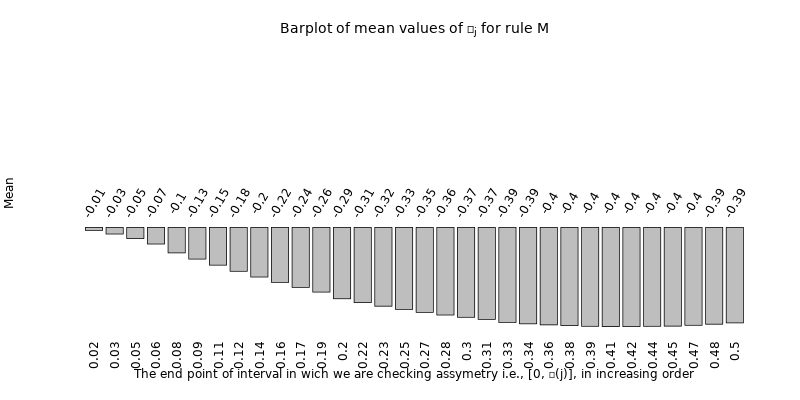 Barplot of mean values of □j for rule M
Mean
-0.01 -0.03 -0.05 -0.07 -0.1 -0.13 -0.15 -0.18 -0.2 -0.22 -0.24 -0.26 -0.29 -0.31 -0.32 -0.33 -0.35 -0.36 -0.37 -0.37 -0.39 -0.39 -0.4 -0.4 -0.4 -0.4 -0.4 -0.4 -0.4 -0.4 -0.39 -0.39
0.02 0.03 0.05 0.06 0.08 0.09 0.11 0.12 0.14 0.16 0.17 0.19 0.2 0.22 0.23 0.25 0.27 0.28 0.3 0.31 0.33 0.34 0.36 0.38 0.39 0.41 0.42 0.44 0.45 0.47 0.48 0.5
The end point of interval in wich we are checking assymetry i.e., [0, □(j)], in increasing order